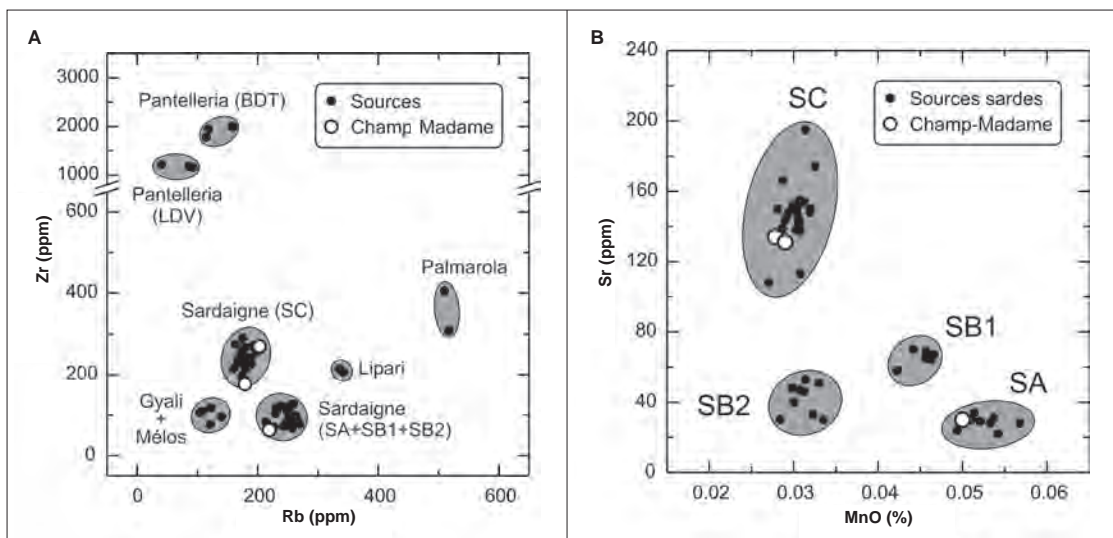 A
3000
2000
1000
600
400
200
0
Zr (ppm)
0
200
400
600
Rb (ppm)
Sources
Champ-Madame
Pantelleria (BDT)
Pantelleria
(LDV)
Palmarola
Sardaigne (SC)
Lipari
Gyali
+
Mélos
Sardaigne
(SA+SB1+SB2)
B
240
200
160
120
80
40
0
Sr (ppm)
0.02
0.03
0.04
0.05
0.06
MnO (%)
Sources sardes
Champ-Madame
SC
SB1
SB2
SA